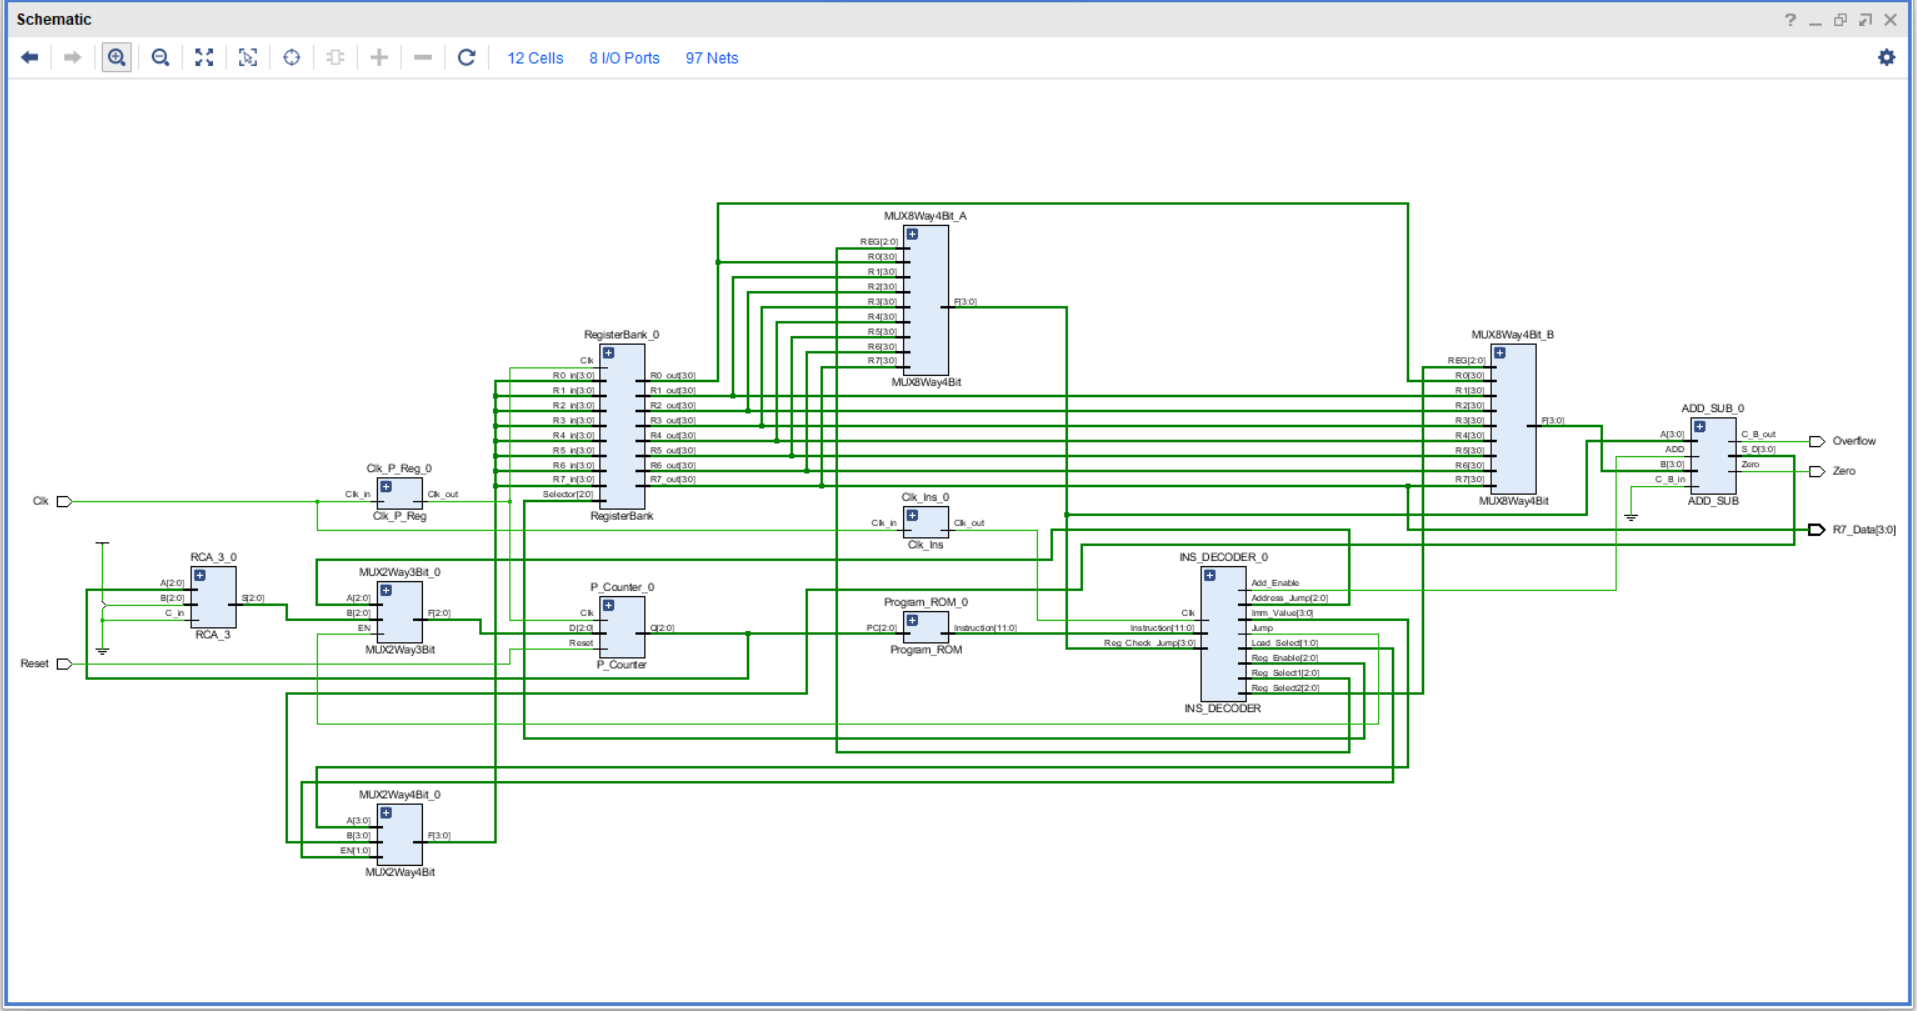 Schematic
12 Cells
8 I/O Ports
97 Nets
MUX8Way4Bit_A
REG[2:0]
R0[3:0]
R1[3:0]
R2[3:0]
R3[3:0]
R4[3:0]
R5[3:0]
R6[3:0]
R7[3:0]
F[3:0]
MUX8Way4Bit
RegisterBank_0
Clk
R0_in[3:0]
R1_in[3:0]
R2_in[3:0]
R3_in[3:0]
R4_in[3:0]
R5_in[3:0]
R6_in[3:0]
R7_in[3:0]
Selector[2:0]
R0_out[3:0]
R1_out[3:0]
R2_out[3:0]
R3_out[3:0]
R4_out[3:0]
R5_out[3:0]
R6_out[3:0]
R7_out[3:0]
RegisterBank
MUX8Way4Bit_B
REG[2:0]
R0[3:0]
R1[3:0]
R2[3:0]
R3[3:0]
R4[3:0]
R5[3:0]
R6[3:0]
R7[3:0]
F[3:0]
MUX8Way4Bit
ADD_SUB_0
A[3:0]
ADD
B[3:0]
C_B_in
C_B_out
S_D[3:0]
Zero
ADD_SUB
Overflow
Zero
R7_Data[3:0]
Clk
Clk_P_Reg_0
Clk_in
Clk_out
Clk_P_Reg
Clk_Ins_0
Clk_in
Clk_out
Clk_Ins
RCA_3_0
A[2:0]
B[2:0]
C_in
S[2:0]
RCA_3
Reset
MUX2Way3Bit_0
A[2:0]
B[2:0]
EN
F[2:0]
MUX2Way3Bit
P_Counter_0
Clk
D[2:0]
Reset
Q[2:0]
P_Counter
Program_ROM_0
PC[2:0]
Instruction[11:0]
Program_ROM
INS_DECODER_0
Clk
Instruction[11:0]
Reg_Check_Jump[3:0]
Add_Enable
Address_Jump[2:0]
Imm_Value[3:0]
Jump
Load_Select[1:0]
Reg_Enable[2:0]
Reg_Select1[2:0]
Reg_Select2[2:0]
INS_DECODER
MUX2Way4Bit_0
A[3:0]
B[3:0]
EN[1:0]
F[3:0]
MUX2Way4Bit